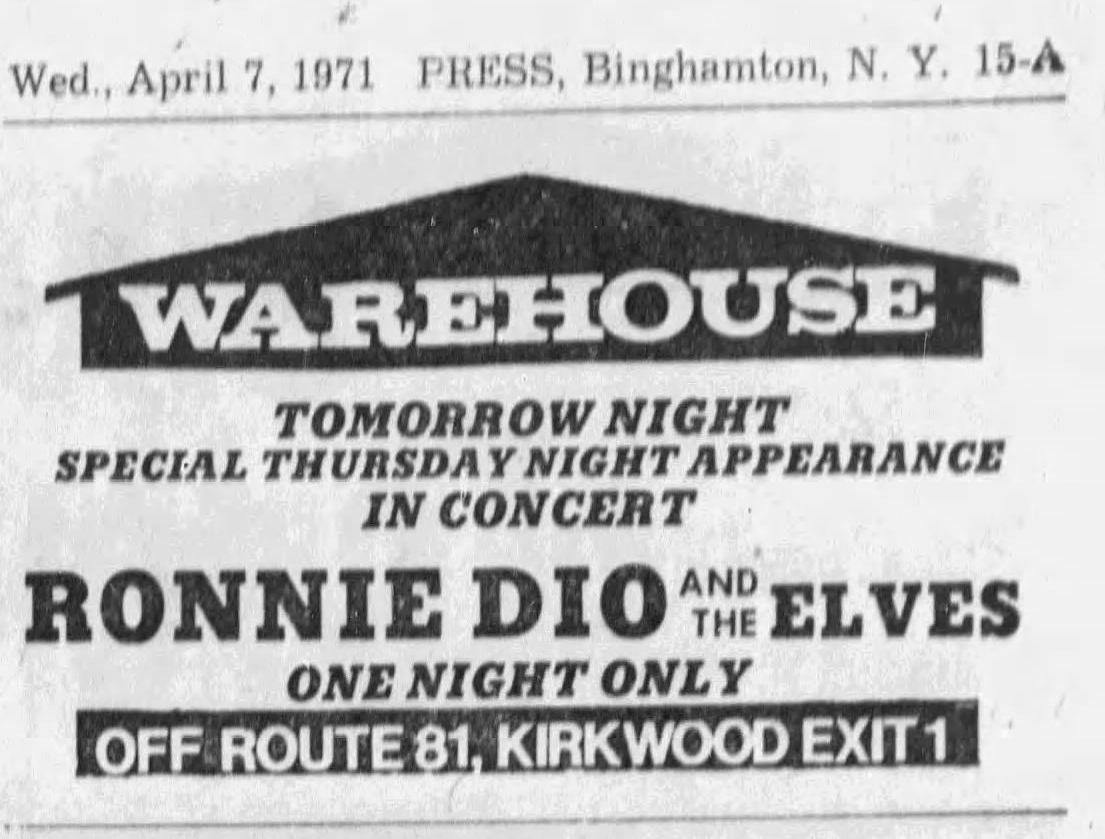 Wed., April 7, 1971 PRESS, Binghamton, N. Y. 15-A
WAREHOUSE
TOMORROW NIGHT
SPECIAL THURSDAY NIGHT APPEARANCE
IN CONCERT
RONNIE DIO AND THE ELVES
ONE NIGHT ONLY
OFF ROUTE 81, KIRKWOOD EXIT 1